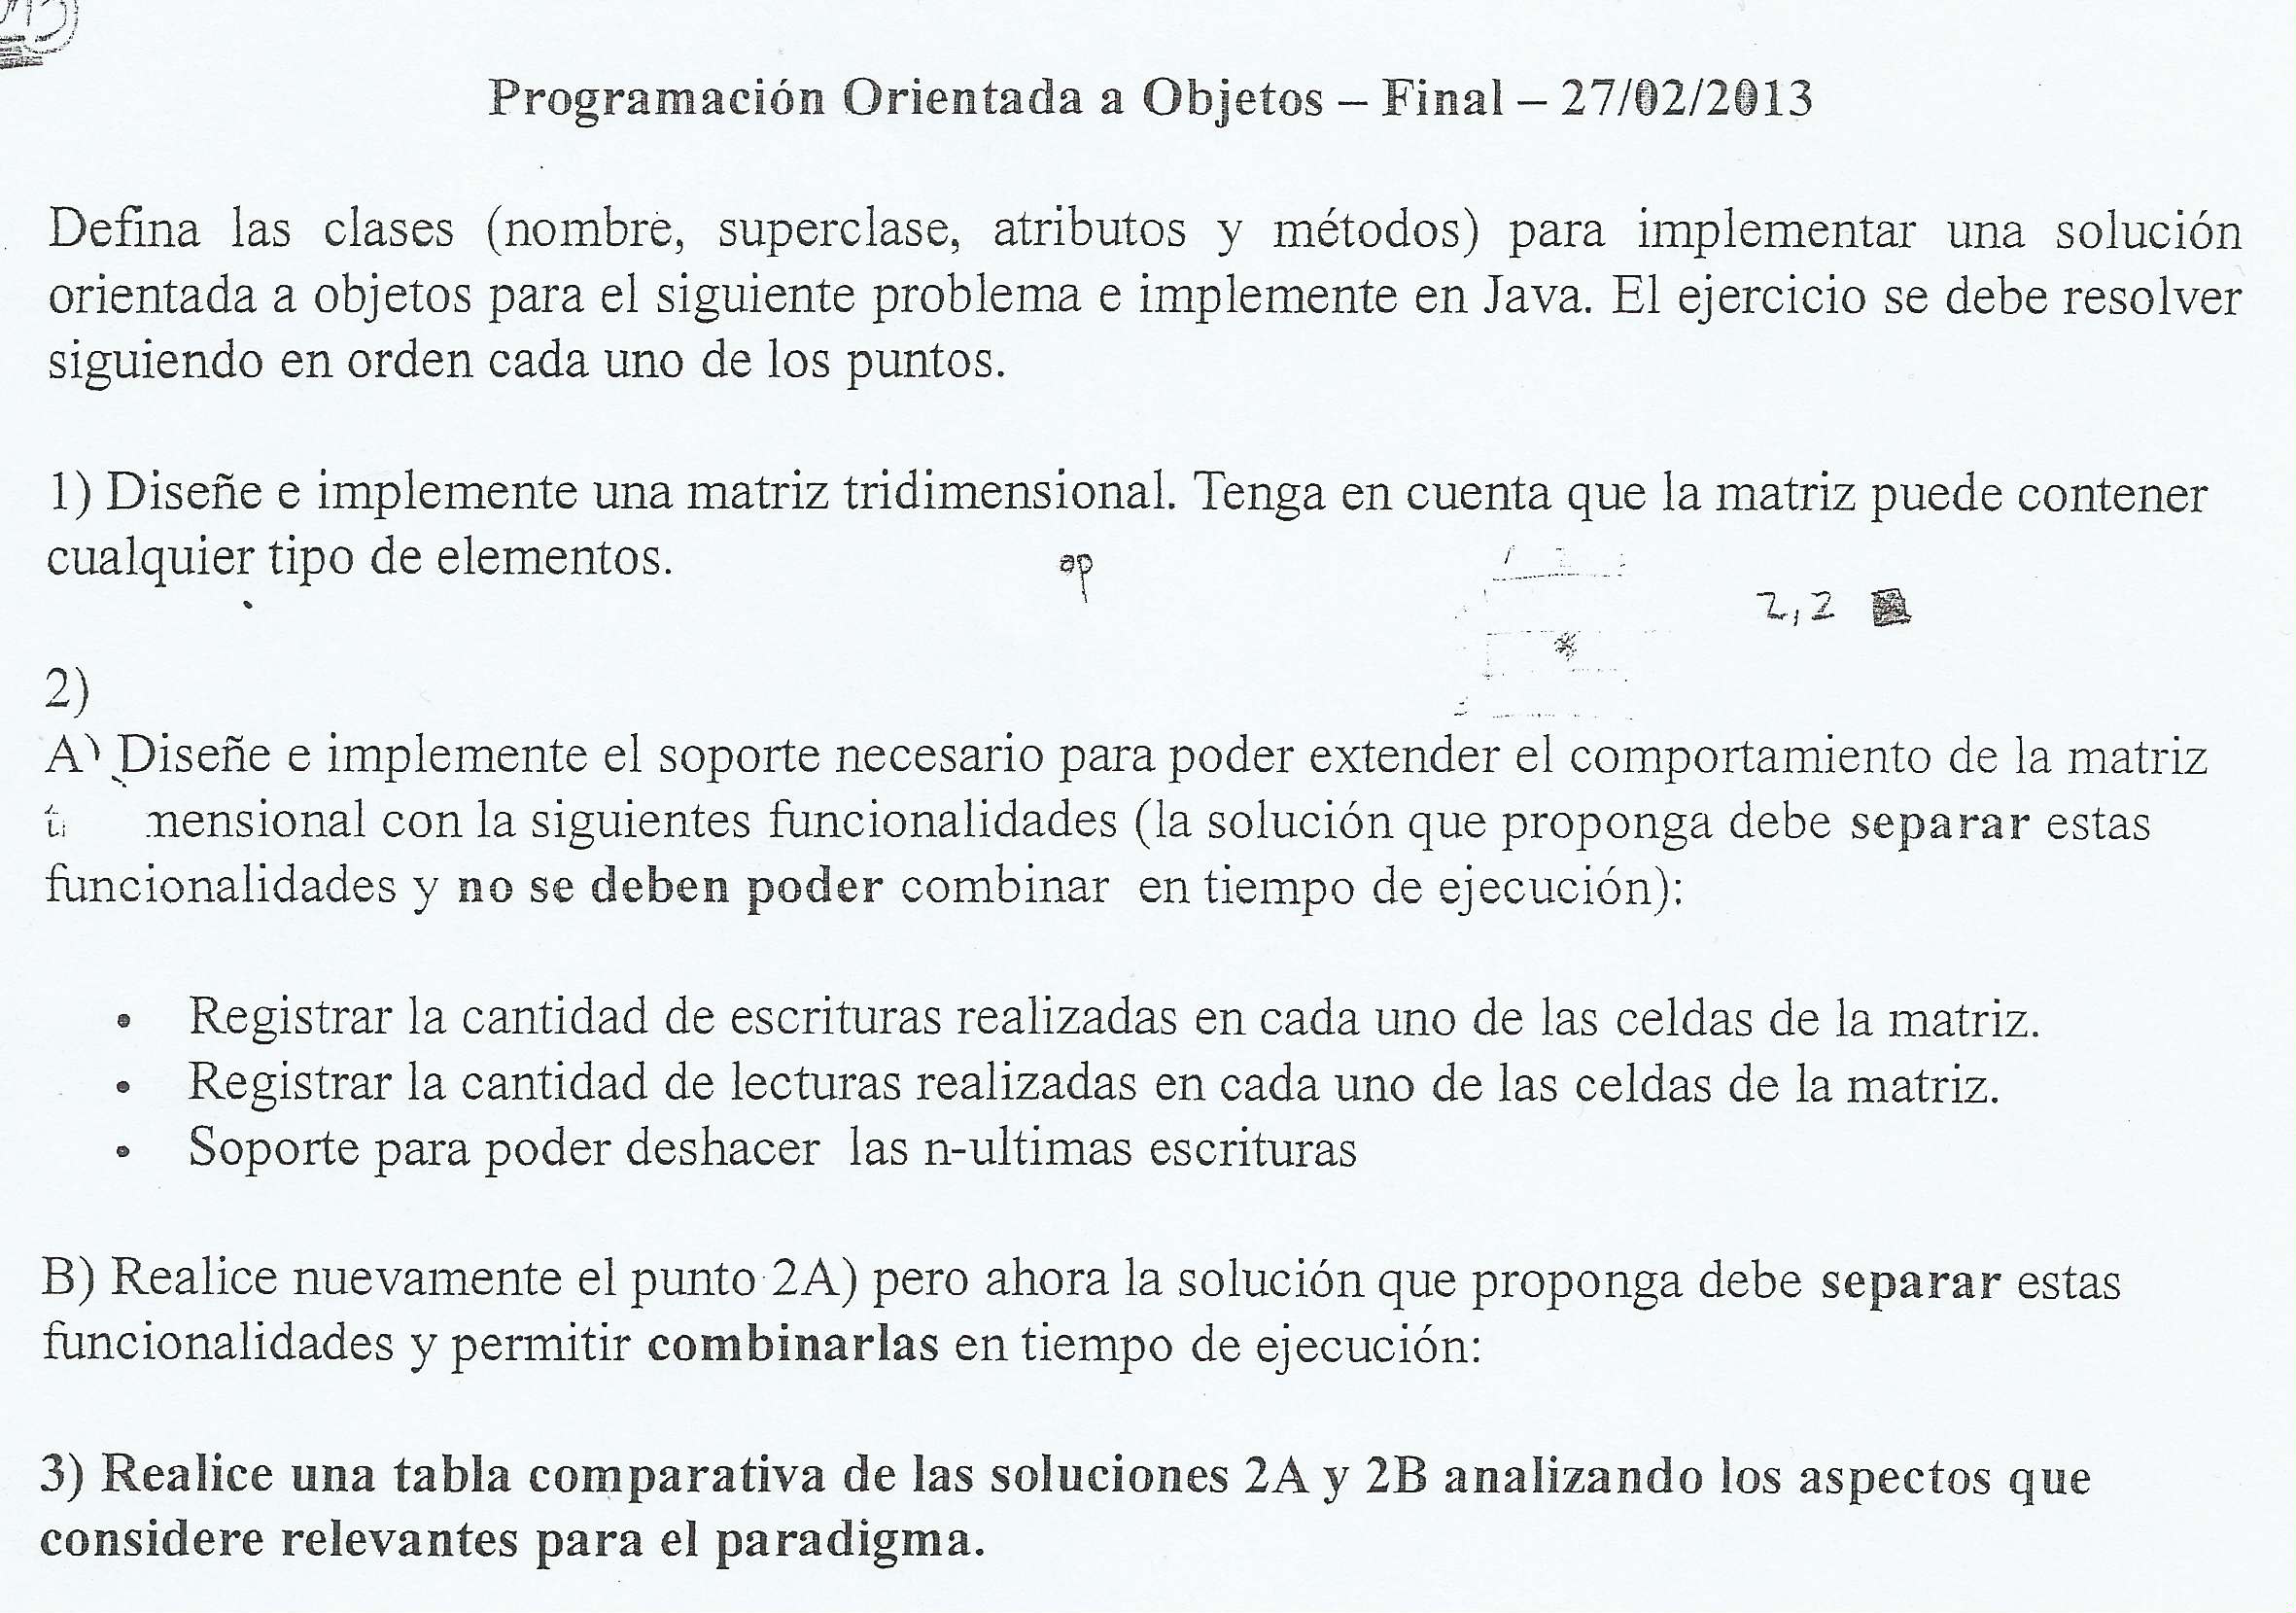 Programación Orientada a Objetos – Final – 27/02/2013
Defina las clases (nombre, superclase, atributos y métodos) para implementar una solución
orientada a objetos para el siguiente problema e implemente en Java. El ejercicio se debe resolver
siguiendo en orden cada uno de los puntos.
1) Diseñe e implemente una matriz tridimensional. Tenga en cuenta que la matriz puede contener
cualquier tipo de elementos.
op
2,2
2)
A) Diseñe e implemente el soporte necesario para poder extender el comportamiento de la matriz
mensional con la siguientes funcionalidades (la solución que proponga debe separar estas
funcionalidades y no se deben poder combinar en tiempo de ejecución):
• Registrar la cantidad de escrituras realizadas en cada uno de las celdas de la matriz.
• Registrar la cantidad de lecturas realizadas en cada uno de las celdas de la matriz.
• Soporte para poder deshacer las n-ultimas escrituras
B) Realice nuevamente el punto 2A) pero ahora la solución que proponga debe separar estas
funcionalidades y permitir combinarlas en tiempo de ejecución:
3) Realice una tabla comparativa de las soluciones 2A y 2B analizando los aspectos que
considere relevantes para el paradigma.